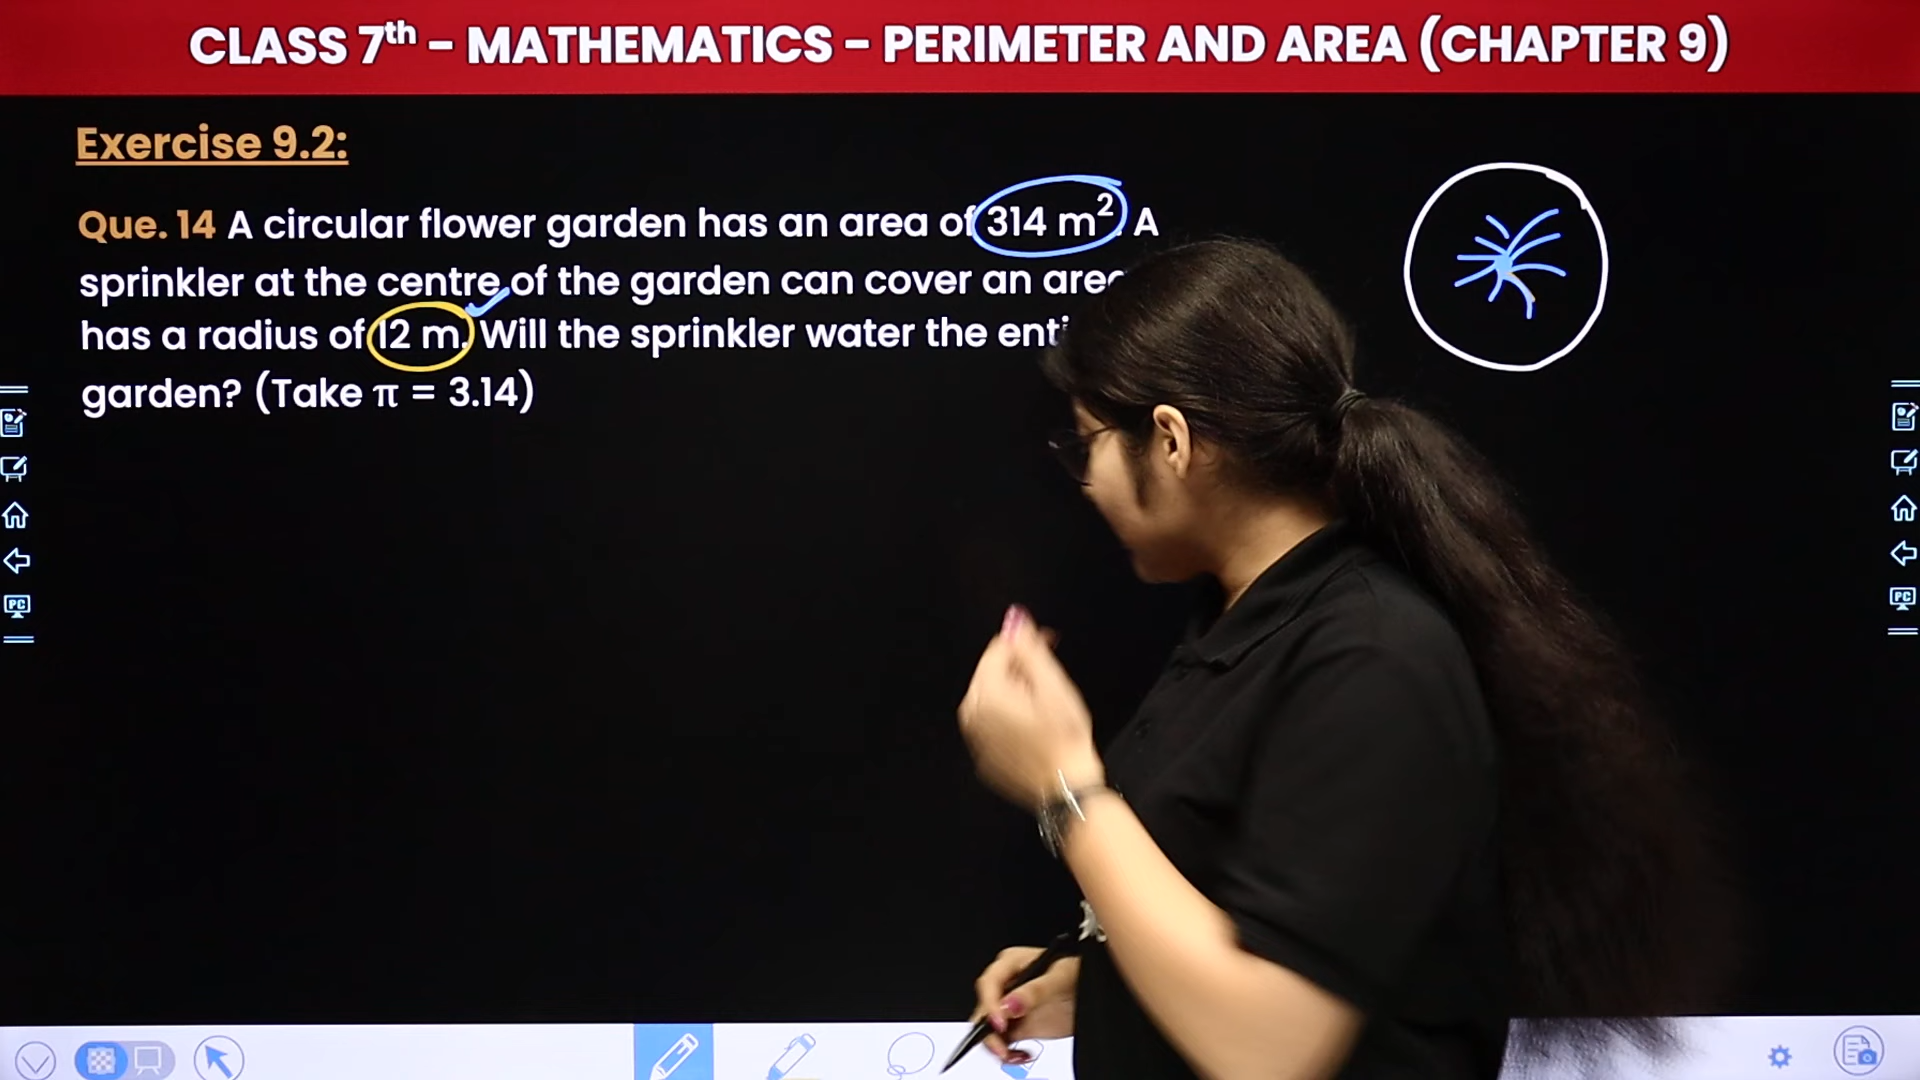 CLASS 7th - MATHEMATICS - PERIMETER AND AREA (CHAPTER 9)
Exercise 9.2:
Que. 14 A circular flower garden has an area of 314 m². A
sprinkler at the centre of the garden can cover an
has a radius of 12 m. Will the sprinkler water the
garden? (Take π = 3.14)
PC
PC